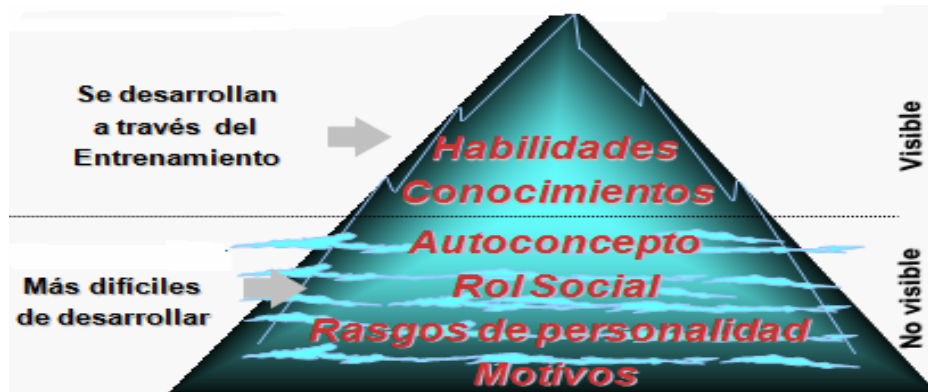 Se desarrollan
a través del
Entrenamiento
Habilidades
Conocimientos
Visible
Autoconcepto
Rol Social
Rasgos de personalidad
Motivos
Más difíciles
de desarrollar
No visible